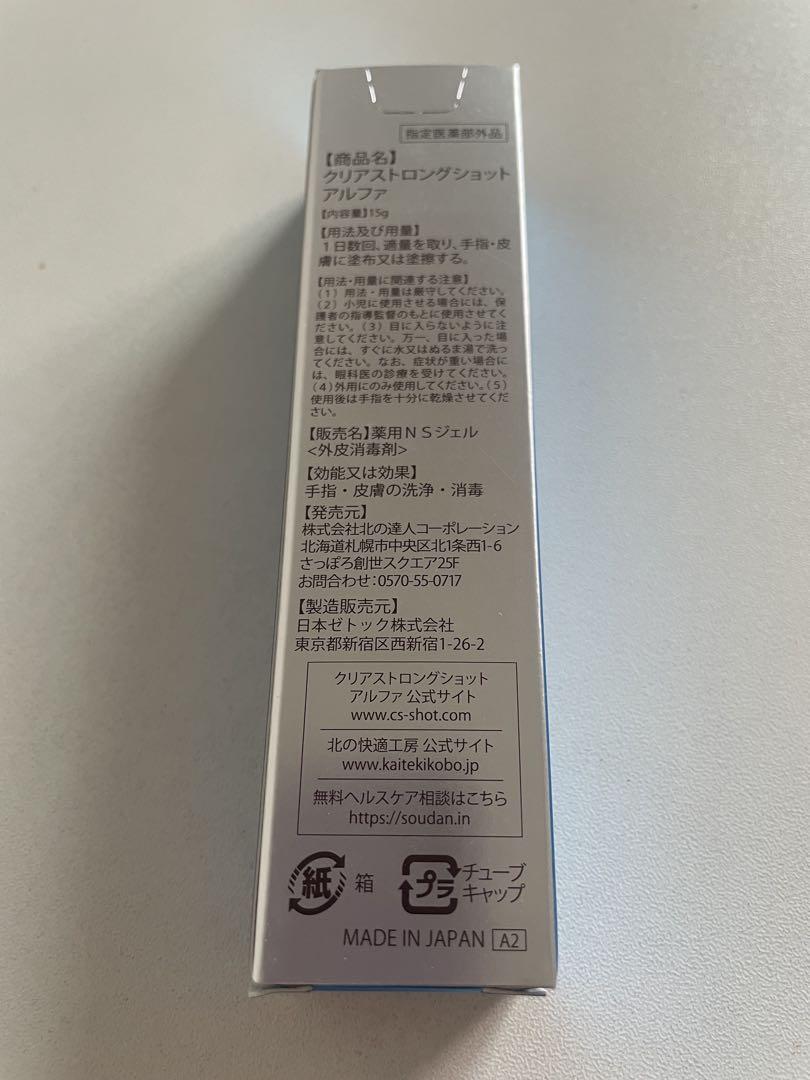 指定医薬部外品
【商品名】
クリアストロングショット
アルファ
【内容量】15g
【用法及び用量】
1日数回、適量を取り、手指・皮
膚に塗布又は塗擦する。
【用法・用量に関連する注意】
(1)用法・用量は厳守してください。
(2)小児に使用させる場合には、保
護者の指導監督のもとに使用させてく
ださい。(3)目に入らないように注
意してください。万一、目に入った場
合には、すぐに水又はぬるま湯で洗っ
てください。なお、症状が重い場合に
は、眼科医の診療を受けてください。
(4)外用にのみ使用してください。(5)
使用後は手指を十分に乾燥させてくだ
さい。
【販売名】薬用NSジェル
<外皮消毒剤>
【効能又は効果】
手指・皮膚の洗浄・消毒
【発売元】
株式会社北の達人コーポレーション
北海道札幌市中央区北1条西1-6
さっぽろ創世スクエア25F
お問合わせ:0570-55-0717
【製造販売元】
日本ゼトック株式会社
東京都新宿区西新宿1-26-2
クリアストロングショット
アルファ 公式サイト
www.cs-shot.com
北の快適工房 公式サイト
www.kaitekikobo.jp
無料ヘルスケア相談はこちら
https://soudan.in
紙 箱
プラ チューブ
キャップ
MADE IN JAPAN A2